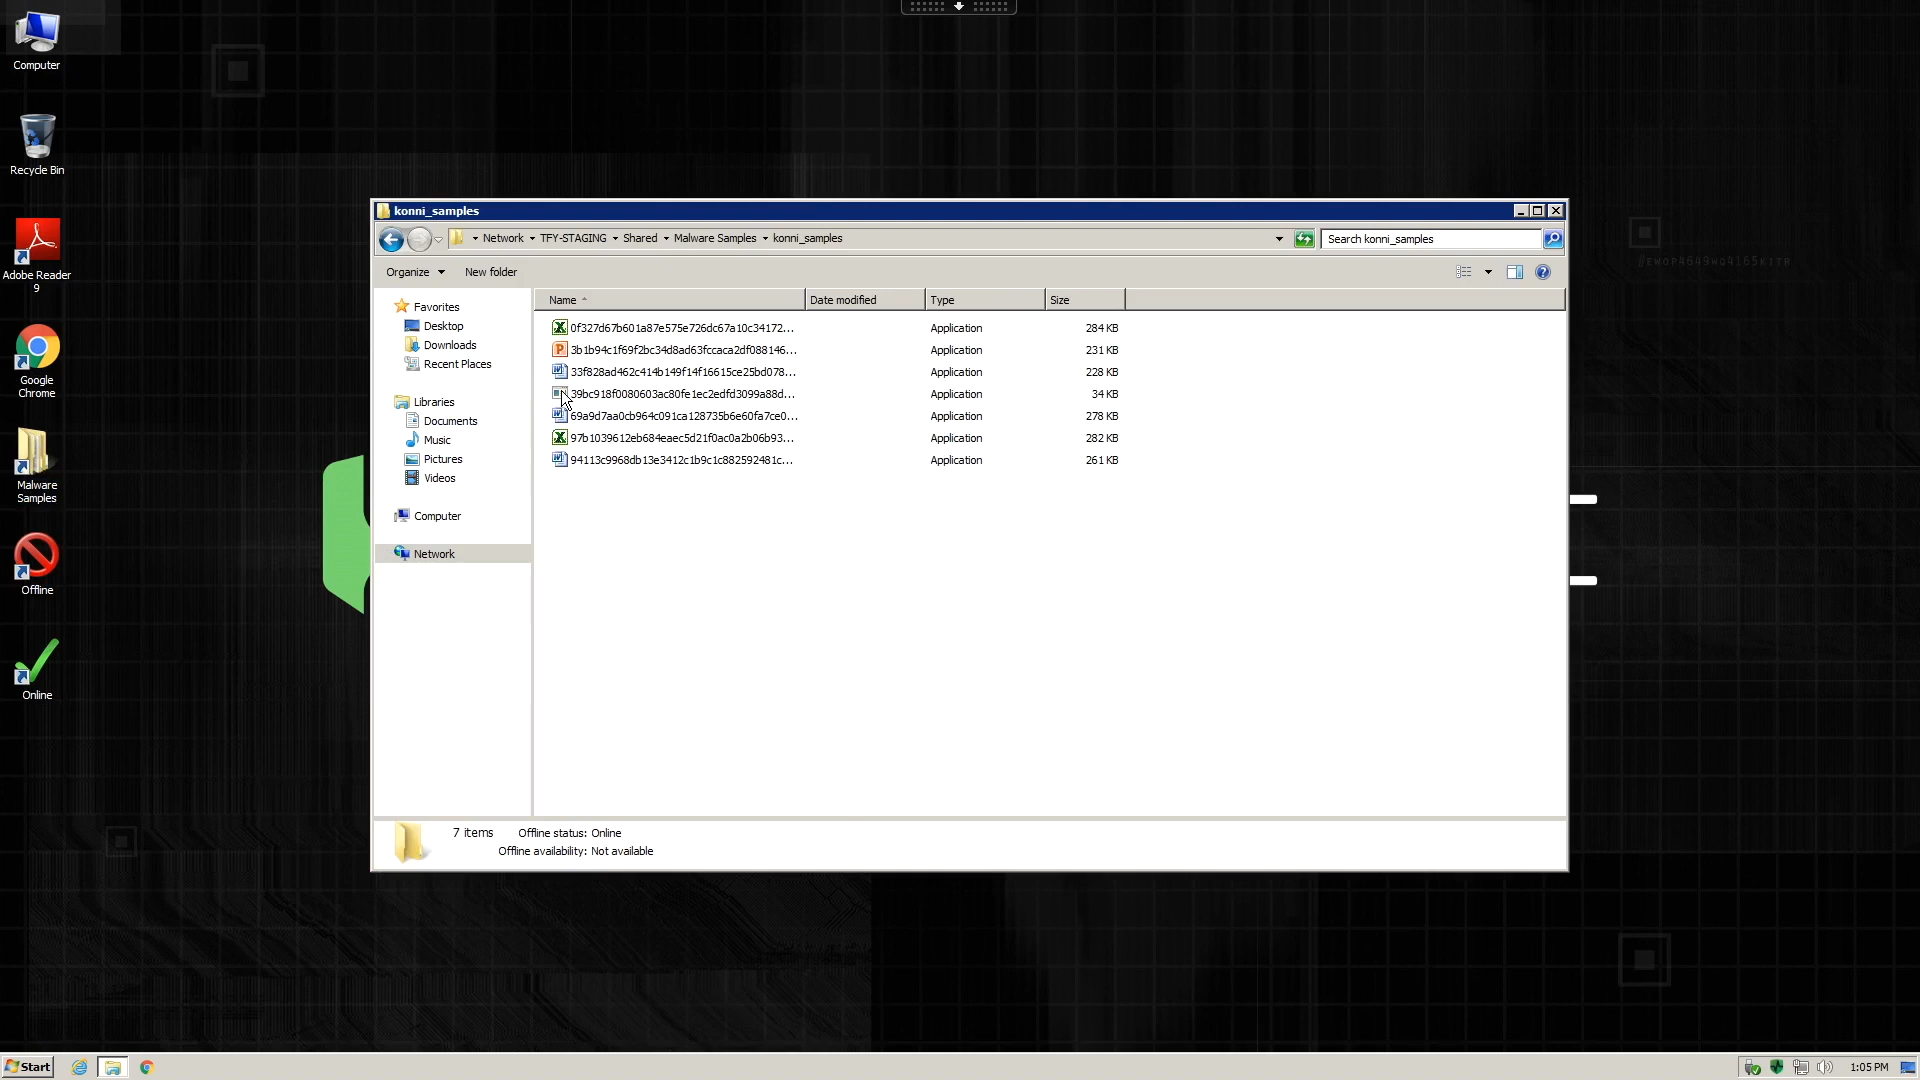 Computer
Recycle Bin
Adobe Reader
9
Google
Chrome
Malware
Samples
Offline
Online
konni_samples
Network
TFY-STAGING
Shared
Malware Samples
konni_samples
Search konni_samples
Organize
New folder
Name
Date modified
Type
Size
Favorites
Desktop
Downloads
Recent Places
Libraries
Documents
Music
Pictures
Videos
Computer
Network
0f327d67b601a87e575e726dc67a10c34172... Application 284 KB
3b1b94c1f69f2bc34d8ad63fccaca2df088146... Application 231 KB
33f828ad462c414b149f14f16615ce25bd078... Application 228 KB
39bc918f0080603ac80fe1ec2edfd3099a88d... Application 34 KB
69a9d7aa0cb964c091ca128735b6e60fa7ce0... Application 278 KB
97b1039612eb684eaec5d21f0ac0a2b06b93... Application 282 KB
94113c9968db13e3412c1b9c1c882592481c... Application 261 KB
7 items
Offline status: Online
Offline availability: Not available
Start
1:05 PM